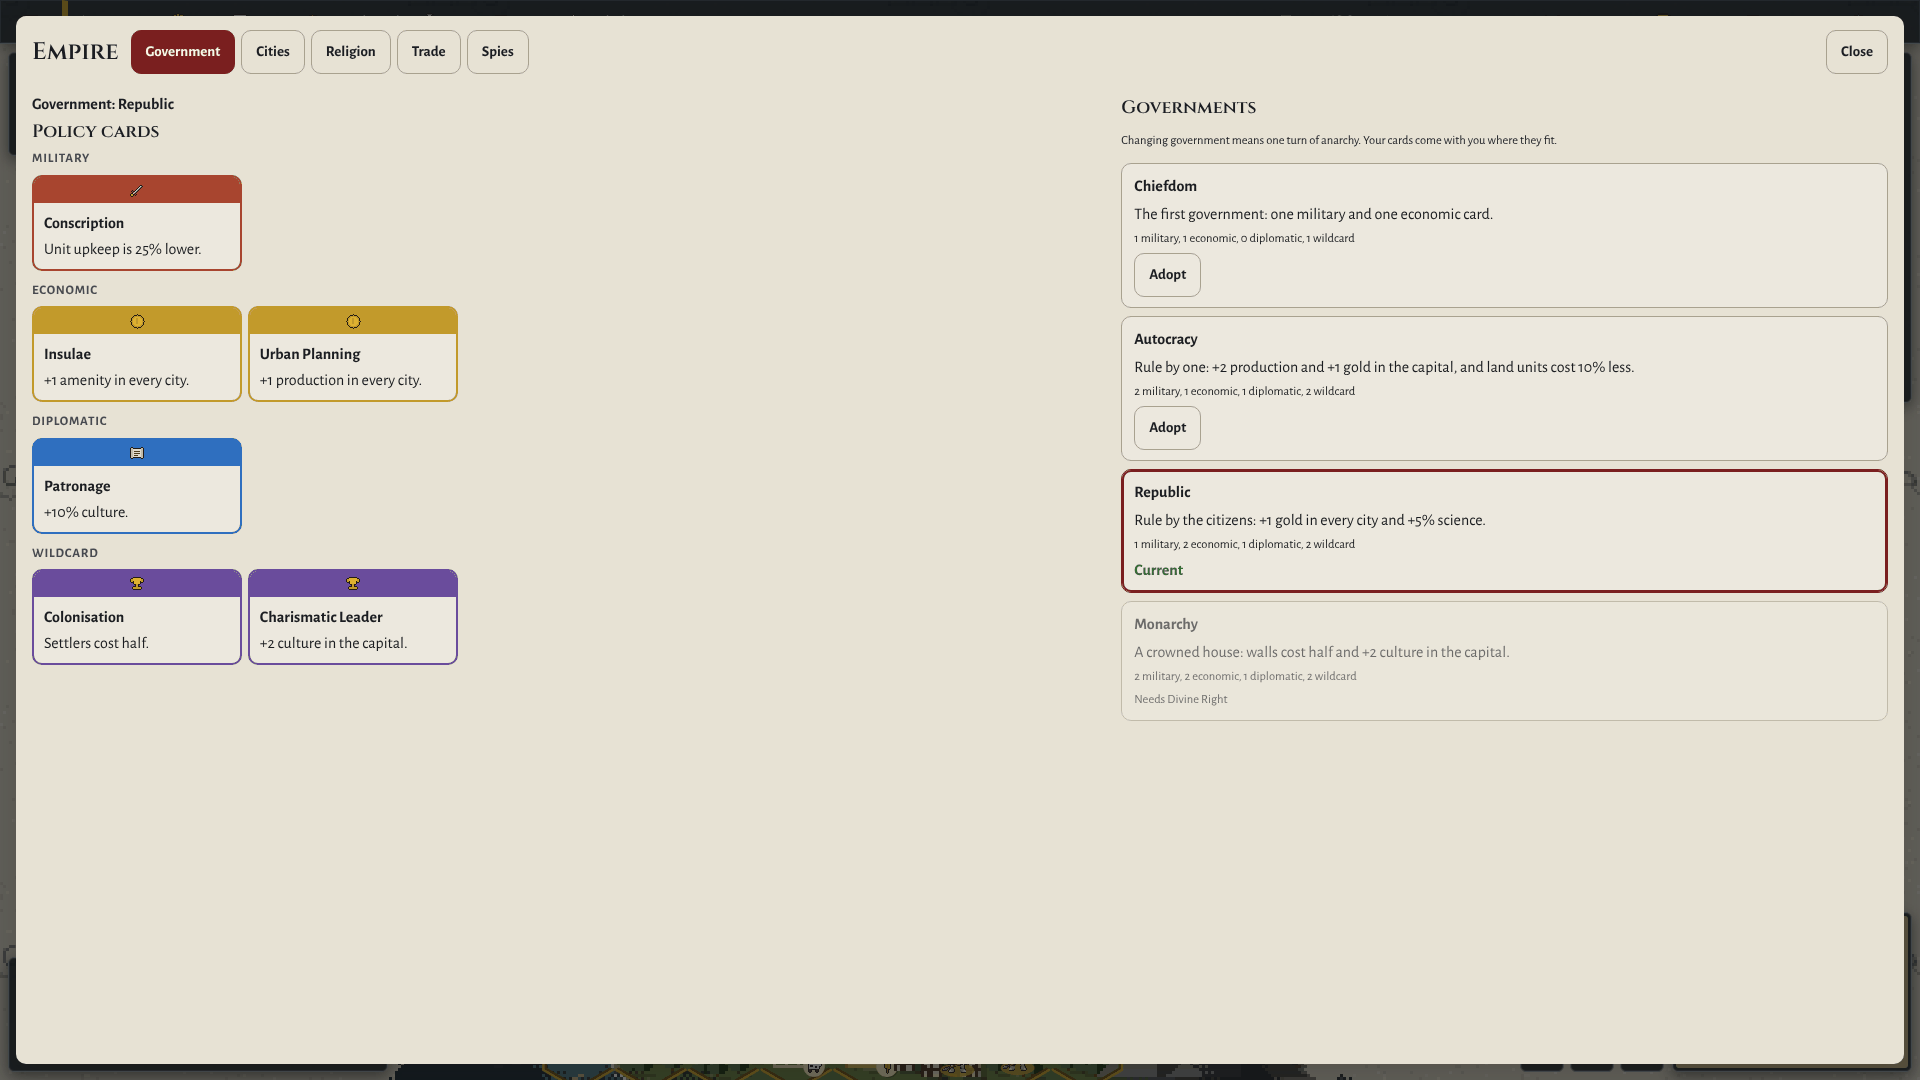 Empire
Government
Cities
Religion
Trade
Spies
Close
Government: Republic
Policy cards
MILITARY
Conscription
Unit upkeep is 25% lower.
ECONOMIC
Insulae
+1 amenity in every city.
Urban Planning
+1 production in every city.
DIPLOMATIC
Patronage
+10% culture.
WILDCARD
Colonisation
Settlers cost half.
Charismatic Leader
+2 culture in the capital.
Governments
Changing government means one turn of anarchy. Your cards come with you where they fit.
Chiefdom
The first government: one military and one economic card.
1 military, 1 economic, 0 diplomatic, 1 wildcard
Adopt
Autocracy
Rule by one: +2 production and +1 gold in the capital, and land units cost 10% less.
2 military, 1 economic, 1 diplomatic, 2 wildcard
Adopt
Republic
Rule by the citizens: +1 gold in every city and +5% science.
1 military, 2 economic, 1 diplomatic, 2 wildcard
Current
Monarchy
A crowned house: walls cost half and +2 culture in the capital.
2 military, 2 economic, 1 diplomatic, 2 wildcard
Needs Divine Right